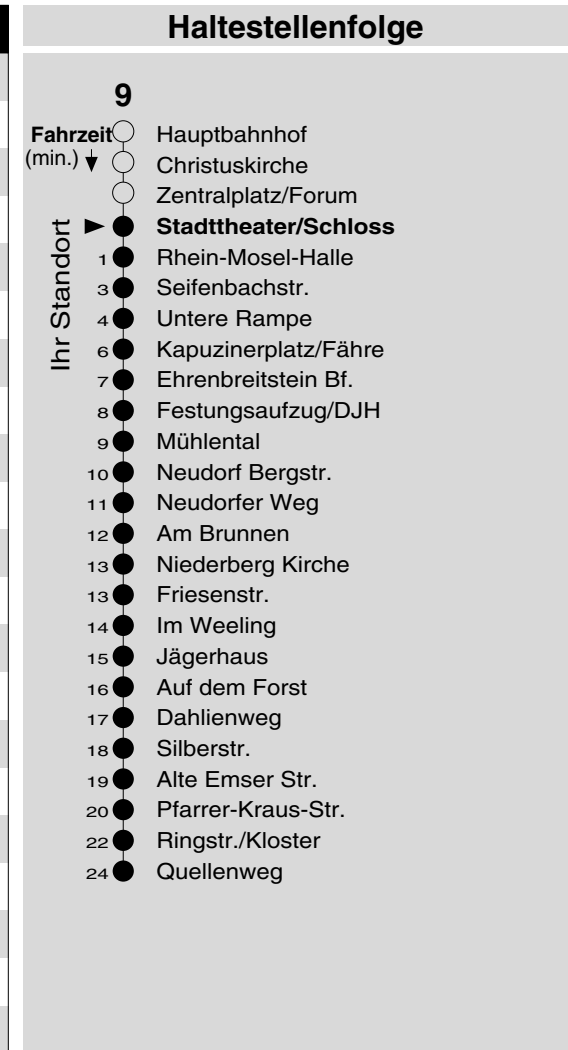 Haltestellenfolge
9
Fahrzeit Hauptbahnhof
(min.) Christuskirche
Zentralplatz/Forum
Stadttheater/Schloss
Ihr Standort
1 Rhein-Mosel-Halle
3 Seifenbachstr.
4 Untere Rampe
6 Kapuzinerplatz/Fähre
7 Ehrenbreitstein Bf.
8 Festungsaufzug/DJH
9 Mühlental
10 Neudorf Bergstr.
11 Neudorfer Weg
12 Am Brunnen
13 Niederberg Kirche
13 Friesenstr.
14 Im Weeling
15 Jägerhaus
16 Auf dem Forst
17 Dahlienweg
18 Silberstr.
19 Alte Emser Str.
20 Pfarrer-Kraus-Str.
22 Ringstr./Kloster
24 Quellenweg